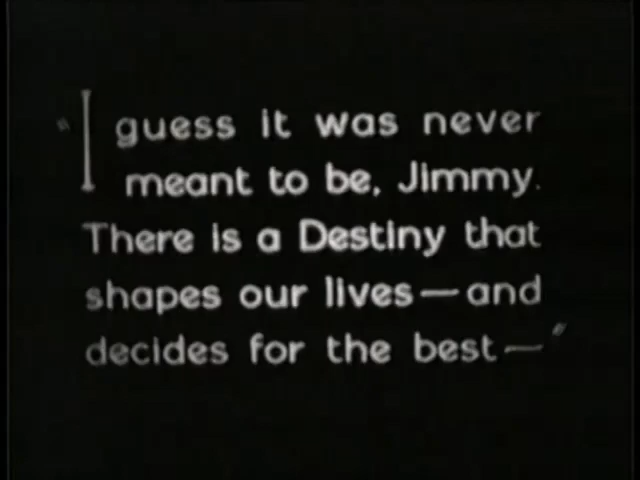 "I guess it was never
meant to be, Jimmy.
There is a Destiny that
shapes our lives—and
decides for the best—"